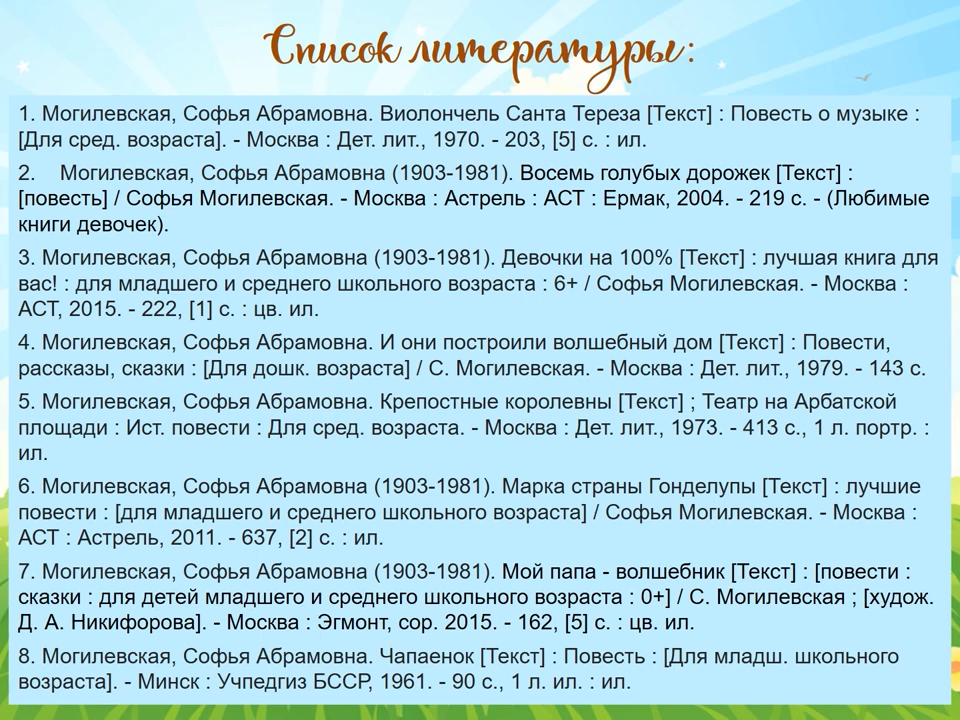 Список литературы:
1. Могилевская, Софья Абрамовна. Виолончель Санта Тереза [Текст] : Повесть о музыке :
[Для сред. возраста]. - Москва : Дет. лит., 1970. - 203, [5] с. : ил.
2. Могилевская, Софья Абрамовна (1903-1981). Восемь голубых дорожек [Текст] :
[повесть] / Софья Могилевская. - Москва : Астрель : АСТ : Ермак, 2004. - 219 с. - (Любимые
книги девочек).
3. Могилевская, Софья Абрамовна (1903-1981). Девочки на 100% [Текст] : лучшая книга для
вас! : для младшего и среднего школьного возраста : 6+ / Софья Могилевская. - Москва :
АСТ, 2015. - 222, [1] с. : цв. ил.
4. Могилевская, Софья Абрамовна. И они построили волшебный дом [Текст] : Повести,
рассказы, сказки : [Для дошк. возраста] / С. Могилевская. - Москва : Дет. лит., 1979. - 143 с.
5. Могилевская, Софья Абрамовна. Крепостные королевны [Текст] ; Театр на Арбатской
площади : Ист. повести : Для сред. возраста. - Москва : Дет. лит., 1973. - 413 с., 1 л. портр. :
ил.
6. Могилевская, Софья Абрамовна (1903-1981). Марка страны Гонделупы [Текст] : лучшие
повести : [для младшего и среднего школьного возраста] / Софья Могилевская. - Москва :
АСТ : Астрель, 2011. - 637, [2] с. : ил.
7. Могилевская, Софья Абрамовна (1903-1981). Мой папа - волшебник [Текст] : [повести :
сказки : для детей младшего и среднего школьного возраста : 0+] / С. Могилевская ; [худож.
Д. А. Никифорова]. - Москва : Эгмонт, сор. 2015. - 162, [5] с. : цв. ил.
8. Могилевская, Софья Абрамовна. Чапаенок [Текст] : Повесть : [Для младш. школьного
возраста]. - Минск : Учпедгиз БССР, 1961. - 90 с., 1 л. ил. : ил.